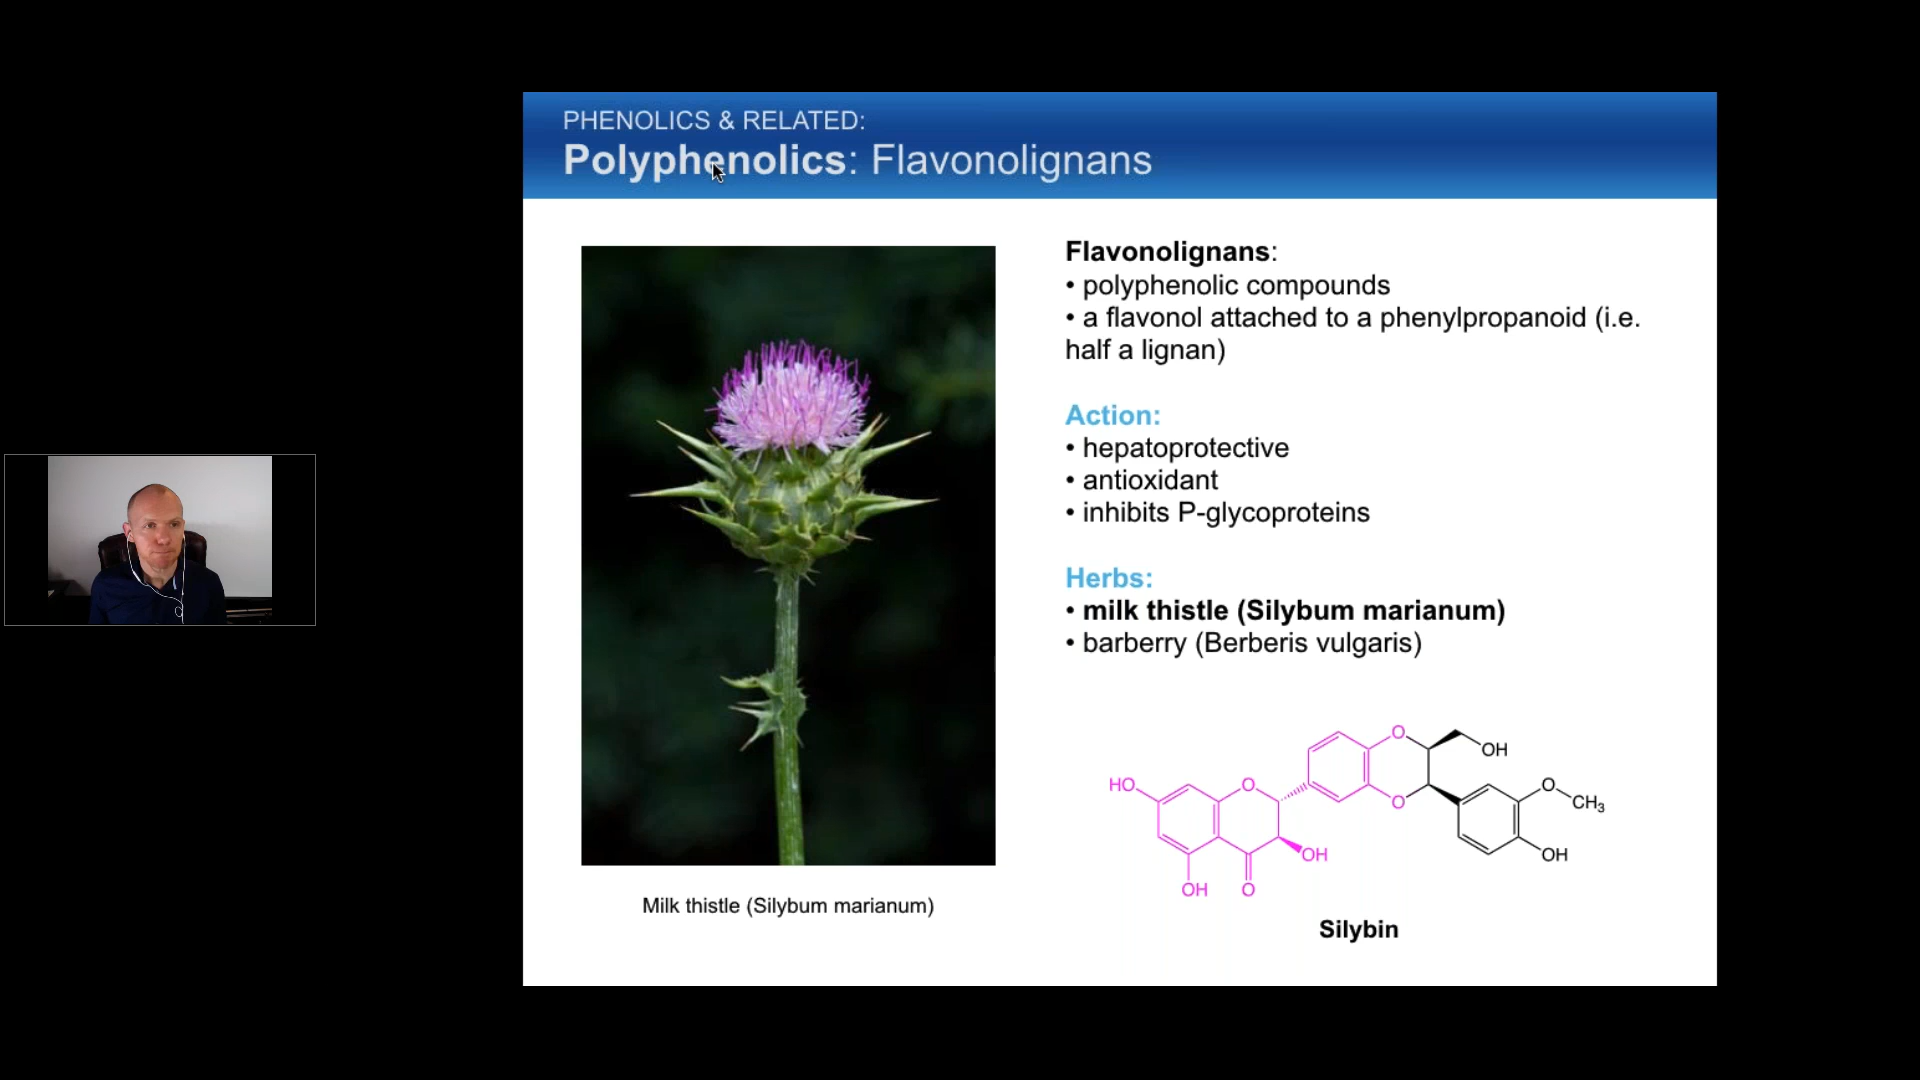 PHENOLICS & RELATED:
Polyphenolics: Flavonolignans
Flavonolignans:
• polyphenolic compounds
• a flavonol attached to a phenylpropanoid (i.e.
half a lignan)
Action:
• hepatoprotective
• antioxidant
• inhibits P-glycoproteins
Herbs:
• milk thistle (Silybum marianum)
• barberry (Berberis vulgaris)
O
OH
HO
O
O
O
CH3
OH
OH
OH
O
Milk thistle (Silybum marianum)
Silybin